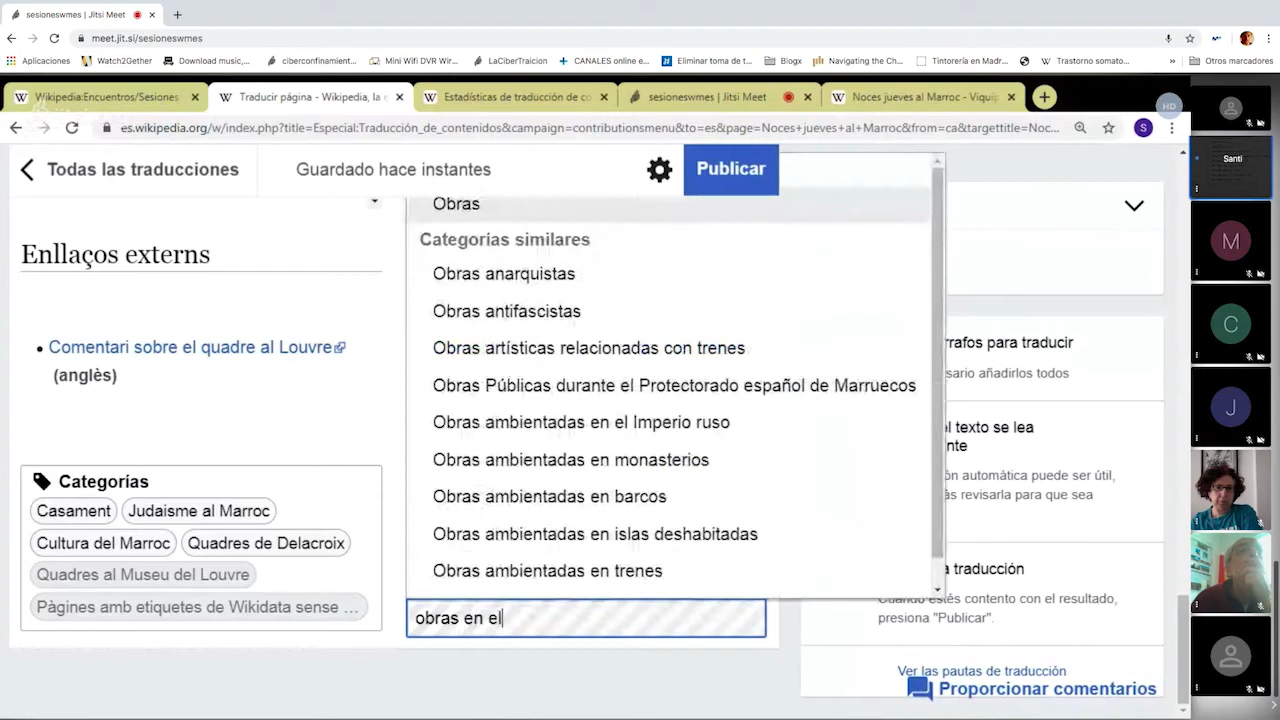 sesioneswmes | Jitsi Meet
meet.jit.si/sesioneswmes
Aplicaciones
Watch2Gether
Download music,...
ciberconfinamient...
Mini Wifi DVR Wir...
LaCiberTraicion
CANALES online e...
Eliminar toma de t...
Blogx
Navigating the Ch...
Tintorería en Madr...
Trastorno somato...
»
Otros marcadores
Wikipedia:Encuentros/Sesiones
Traducir página - Wikipedia, la e
Estadísticas de traducción de co
sesioneswmes | Jitsi Meet
Noces jueves al Marroc - Viquip
HD
es.wikipedia.org/w/index.php?title=Especial:Traducción_de_contenidos&campaign=contributionsmenu&to=es&page=Noces+jueves+al+Marroc&from=ca&targettitle=Noc...
S
Todas las traducciones
Guardado hace instantes
Publicar
Santi
Enllaços externs
Comentari sobre el quadre al Louvre
(anglès)
Categorías
Casament
Judaisme al Marroc
Cultura del Marroc
Quadres de Delacroix
Quadres al Museu del Louvre
Pàgines amb etiquetes de Wikidata sense ...
Obras
Categorías similares
Obras anarquistas
Obras antifascistas
Obras artísticas relacionadas con trenes
Obras Públicas durante el Protectorado español de Marruecos
Obras ambientadas en el Imperio ruso
Obras ambientadas en monasterios
Obras ambientadas en barcos
Obras ambientadas en islas deshabitadas
Obras ambientadas en trenes
obras en el
rrafos para traducir
sario añadirlos todos
el texto se lea
nte
ón automática puede ser útil,
ás revisarla para que sea
a traducción
Cuando estés contento con el resultado,
presiona "Publicar".
Ver las pautas de traducción
Proporcionar comentarios
M
C
J